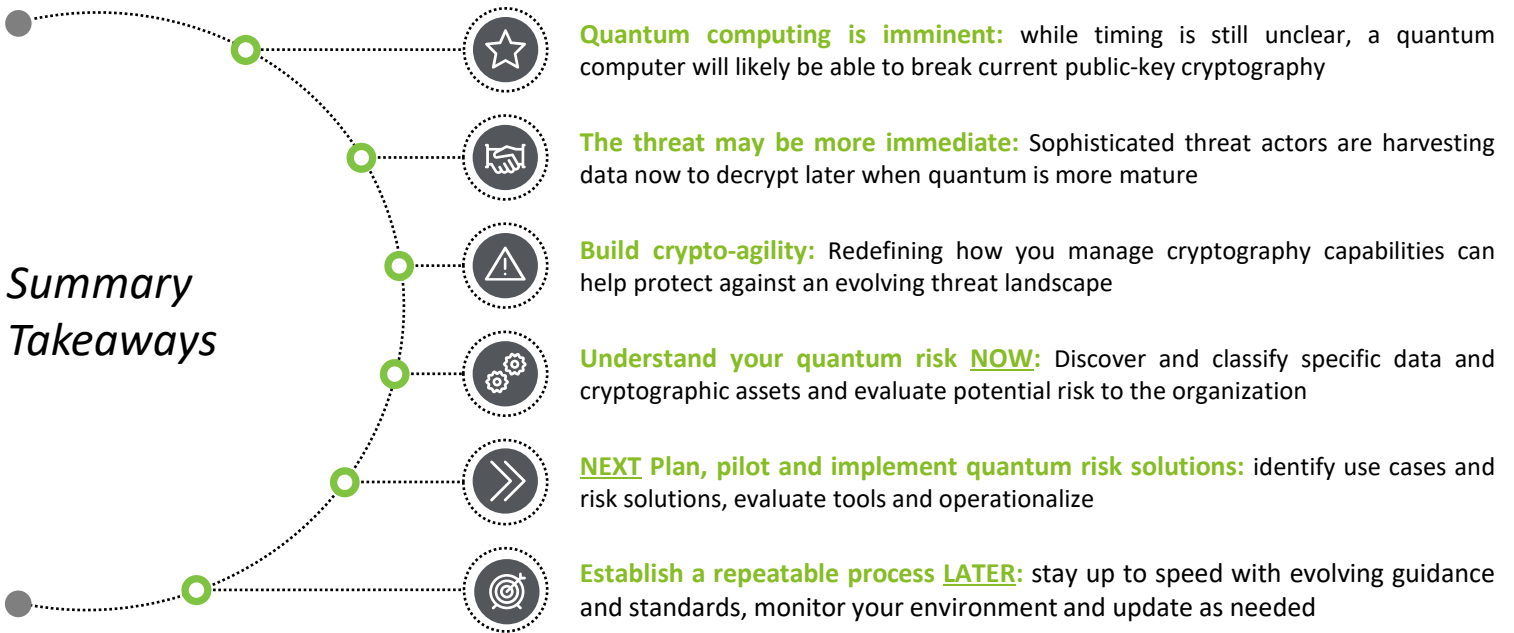 Summary
Takeaways
Quantum computing is imminent: while timing is still unclear, a quantum
computer will likely be able to break current public-key cryptography
The threat may be more immediate: Sophisticated threat actors are harvesting
data now to decrypt later when quantum is more mature
Build crypto-agility: Redefining how you manage cryptography capabilities can
help protect against an evolving threat landscape
Understand your quantum risk NOW: Discover and classify specific data and
cryptographic assets and evaluate potential risk to the organization
NEXT Plan, pilot and implement quantum risk solutions: identify use cases and
risk solutions, evaluate tools and operationalize
Establish a repeatable process LATER: stay up to speed with evolving guidance
and standards, monitor your environment and update as needed